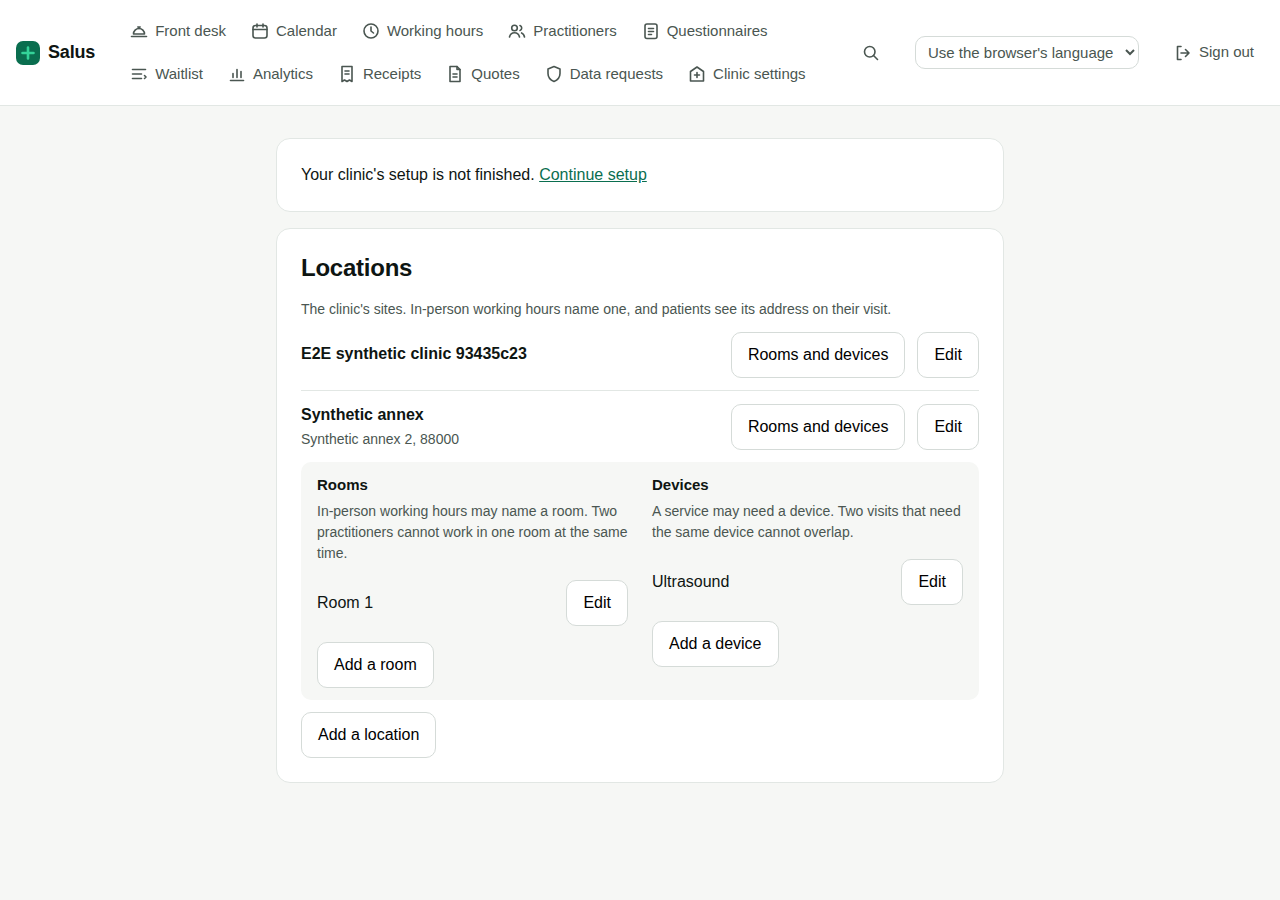 Salus
Front desk
Calendar
Working hours
Practitioners
Questionnaires
Waitlist
Analytics
Receipts
Quotes
Data requests
Clinic settings
Use the browser's language
Sign out
Your clinic's setup is not finished. Continue setup
Locations
The clinic's sites. In-person working hours name one, and patients see its address on their visit.
E2E synthetic clinic 93435c23
Rooms and devices
Edit
Synthetic annex
Synthetic annex 2, 88000
Rooms and devices
Edit
Rooms
In-person working hours may name a room. Two
practitioners cannot work in one room at the same
time.
Room 1
Edit
Add a room
Devices
A service may need a device. Two visits that need
the same device cannot overlap.
Ultrasound
Edit
Add a device
Add a location